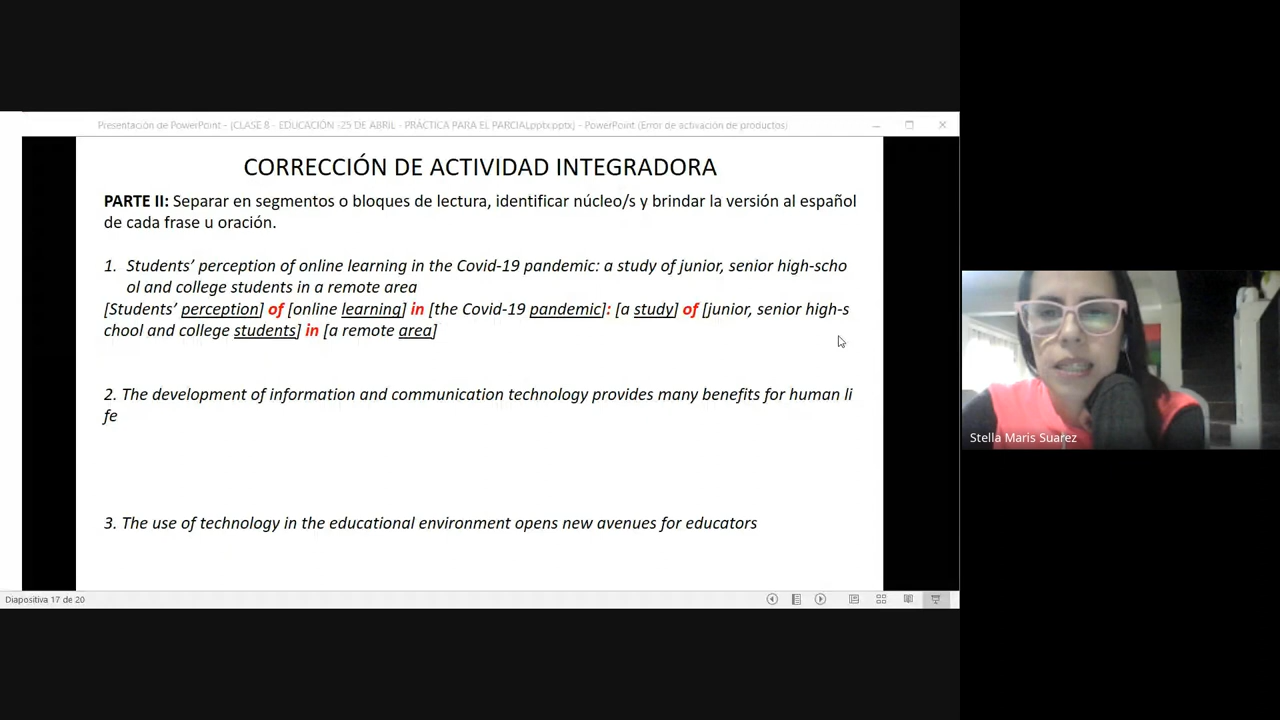 Presentación de PowerPoint - [CLASE 8 - EDUCACIÓN -25 DE ABRIL - PRÁCTICA PARA EL PARCIALpptx.pptx] - PowerPoint (Error de activación de productos)
CORRECCIÓN DE ACTIVIDAD INTEGRADORA
PARTE II: Separar en segmentos o bloques de lectura, identificar núcleo/s y brindar la versión al español
de cada frase u oración.
1. Students’ perception of online learning in the Covid-19 pandemic: a study of junior, senior high-scho
ol and college students in a remote area
[Students’ perception] of [online learning] in [the Covid-19 pandemic]: [a study] of [junior, senior high-s
chool and college students] in [a remote area]
2. The development of information and communication technology provides many benefits for human li
fe
3. The use of technology in the educational environment opens new avenues for educators
Diapositiva 17 de 20
Stella Maris Suarez